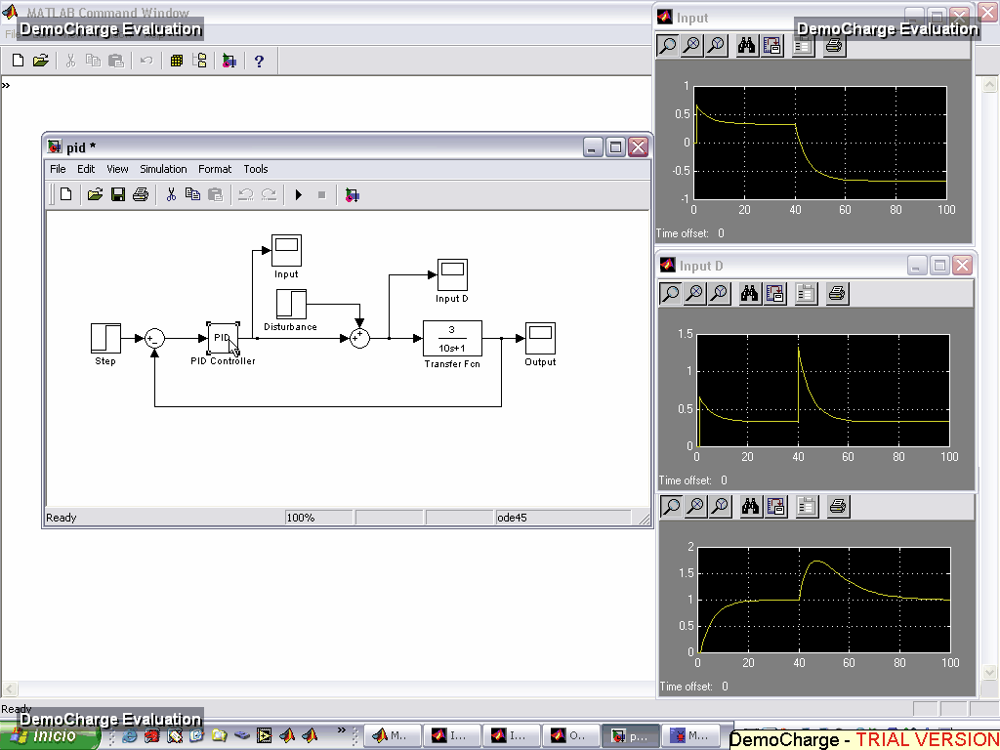 MATLAB Command Window
DemoCharge Evaluation
Input
DemoCharge Evaluation
?
»
1
0.5
0
-0.5
-1
0 20 40 60 80 100
Time offset: 0
pid *
File Edit View Simulation Format Tools
Input
Input D
Disturbance
Step
+
-
PID
PID Controller
+
+
3
10s+1
Transfer Fcn
Output
Ready 100% ode45
Input D
1.5
1
0.5
0
0 20 40 60 80 100
Time offset: 0
2
1.5
1
0.5
0
0 20 40 60 80 100
Time offset: 0
Ready
DemoCharge Evaluation
Inicio
»
M...
I...
I...
O...
p...
M...
DemoCharge - TRIAL VERSION